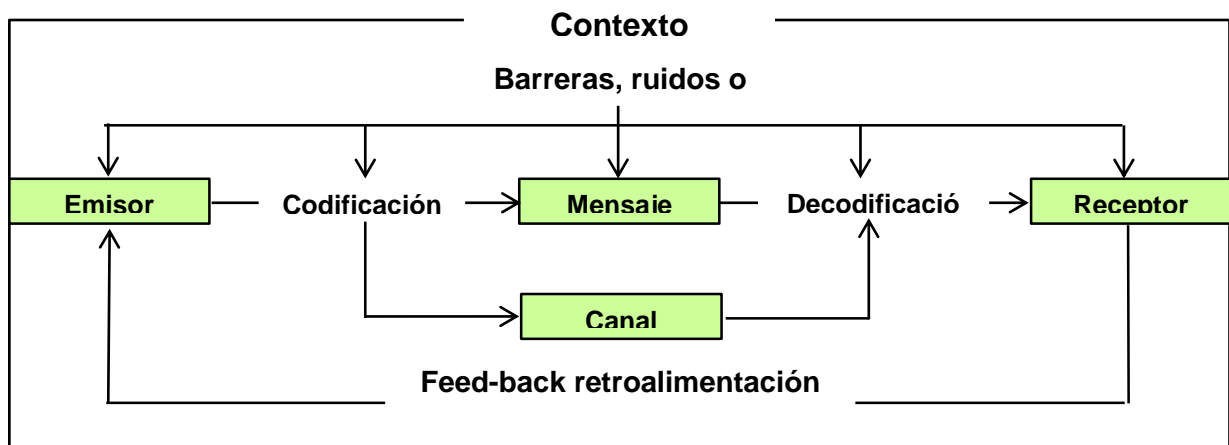 Contexto
Barreras, ruidos o
Emisor
Codificación
Mensaje
Decodificació
Receptor
Canal
Feed-back retroalimentación